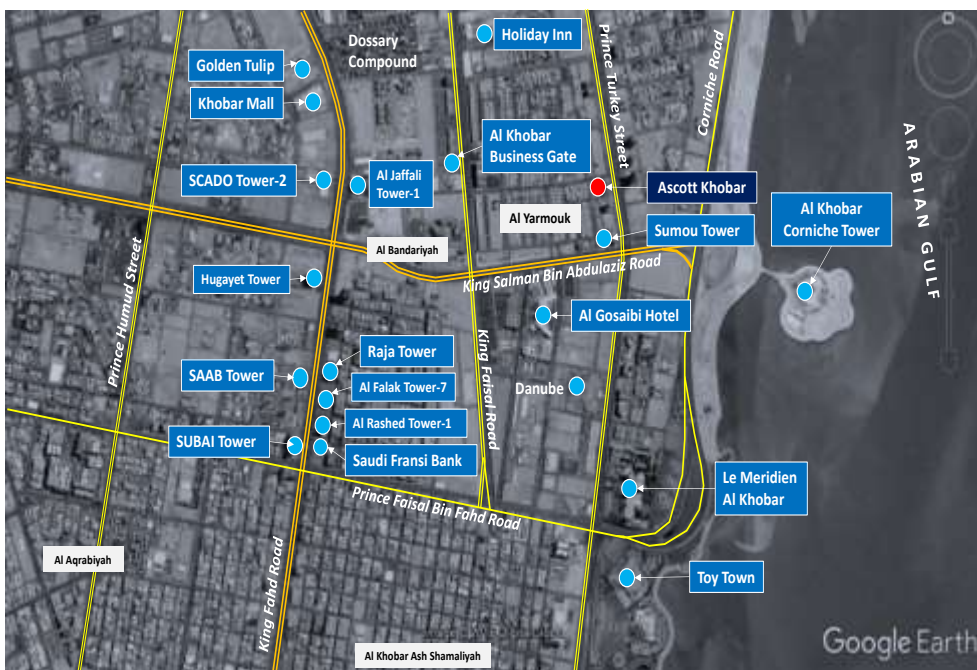 Dossary
Compound
Holiday Inn
Golden Tulip
Khobar Mall
Prince Turkey Street
Corniche Road
ARABIAN GULF
Al Khobar
Business Gate
SCADO Tower-2
Al Jaffali
Tower-1
Ascott Khobar
Al Yarmouk
Al Khobar
Corniche Tower
Sumou Tower
Al Bandariyah
King Salman Bin Abdulaziz Road
Hugayet Tower
Prince Humud Street
Al Gosaibi Hotel
Raja Tower
SAAB Tower
Al Falak Tower-7
King Faisal Road
Danube
Al Rashed Tower-1
SUBAI Tower
Saudi Fransi Bank
Le Meridien
Al Khobar
Prince Faisal Bin Fahd Road
Al Aqrabiyah
King Fahd Road
Toy Town
Al Khobar Ash Shamaliyah
Google Earth